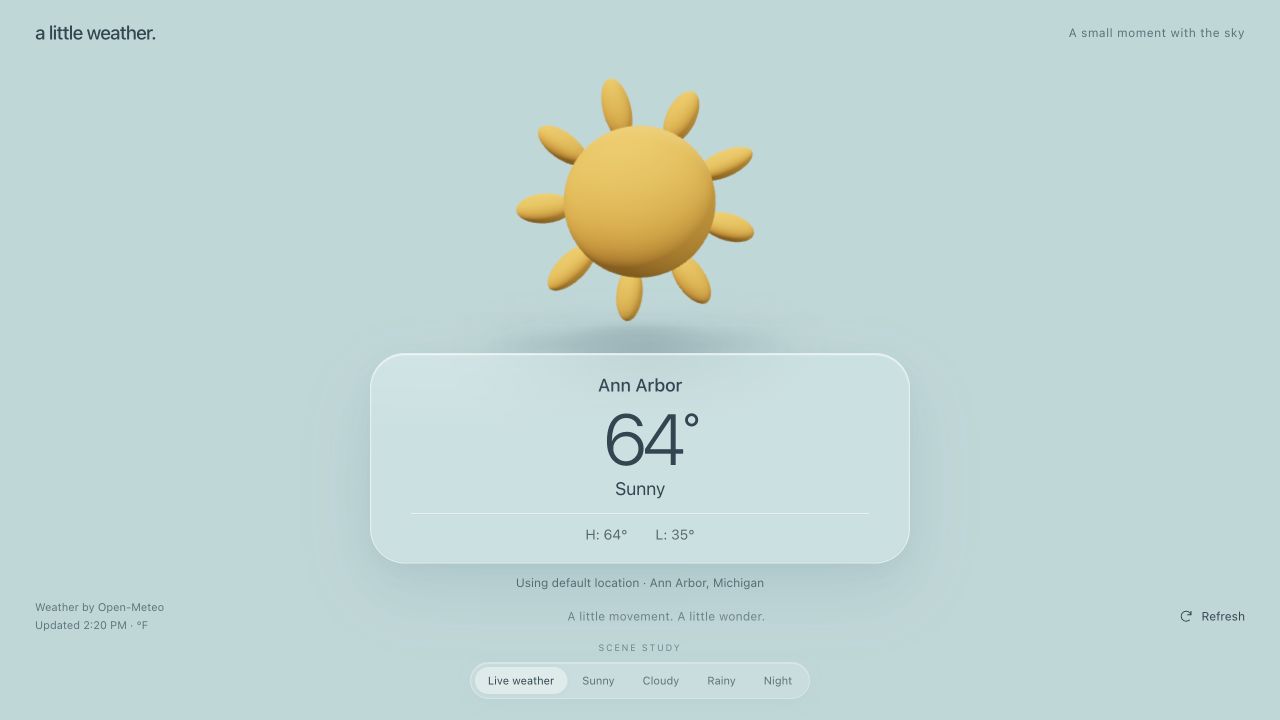 a little weather.
A small moment with the sky
Ann Arbor
64°
Sunny
H: 64° L: 35°
Using default location · Ann Arbor, Michigan
Weather by Open-Meteo
Updated 2:20 PM · °F
A little movement. A little wonder.
Refresh
SCENE STUDY
Live weather Sunny Cloudy Rainy Night